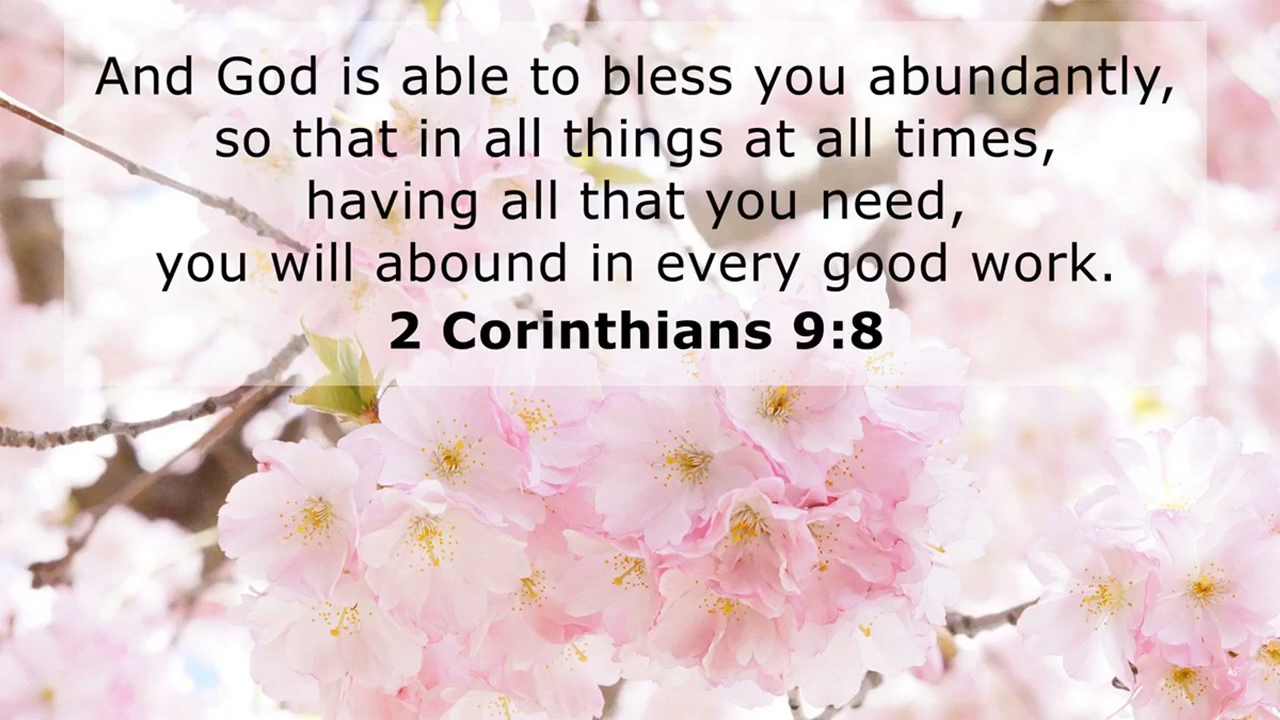 And God is able to bless you abundantly,
so that in all things at all times,
having all that you need,
you will abound in every good work.
2 Corinthians 9:8